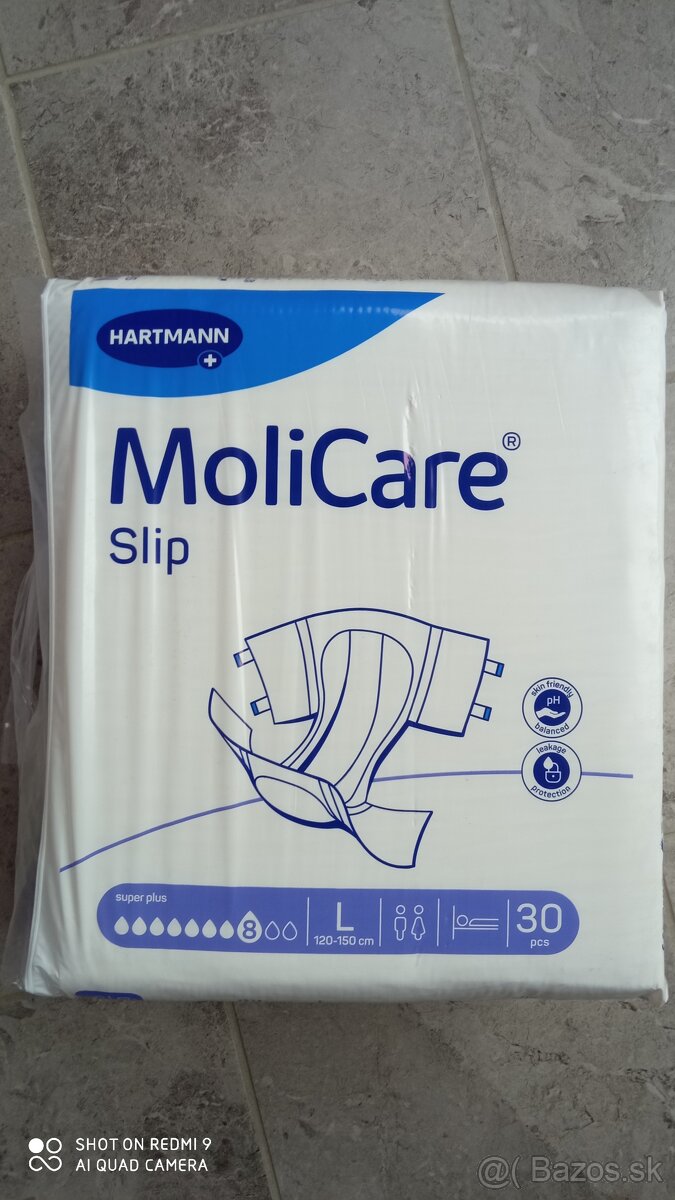 HARTMANN
MoliCare®
Slip
skin friendly
pH
balanced
leakage
protection
super plus
8
L
120-150 cm
30
pcs
SHOT ON REDMI 9
AI QUAD CAMERA
@( Bazos.sk